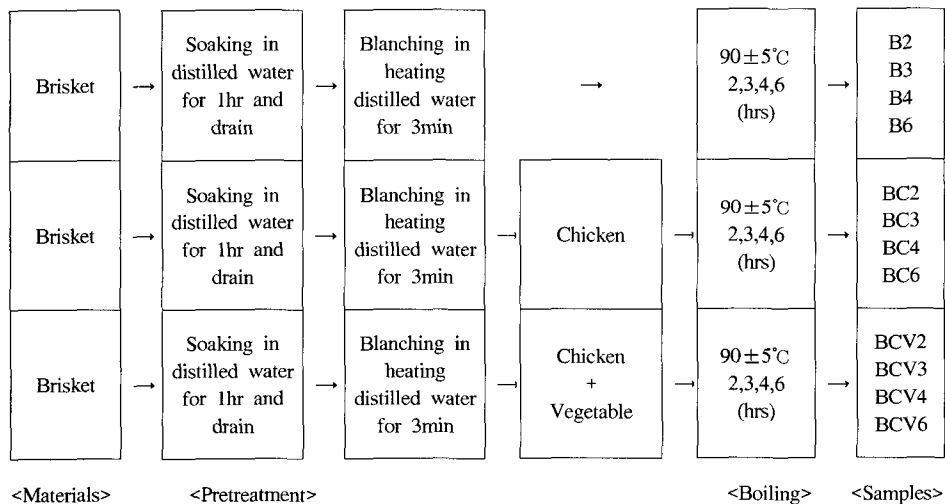 Brisket
Soaking in
distilled water
for 1hr and
drain
Blanching in
heating
distilled water
for 3min
90±5℃
2,3,4,6
(hrs)
B2
B3
B4
B6
Brisket
Soaking in
distilled water
for 1hr and
drain
Blanching in
heating
distilled water
for 3min
Chicken
90±5℃
2,3,4,6
(hrs)
BC2
BC3
BC4
BC6
Brisket
Soaking in
distilled water
for 1hr and
drain
Blanching in
heating
distilled water
for 3min
Chicken
+
Vegetable
90±5℃
2,3,4,6
(hrs)
BCV2
BCV3
BCV4
BCV6
<Materials>
<Pretreatment>
<Boiling>
<Samples>